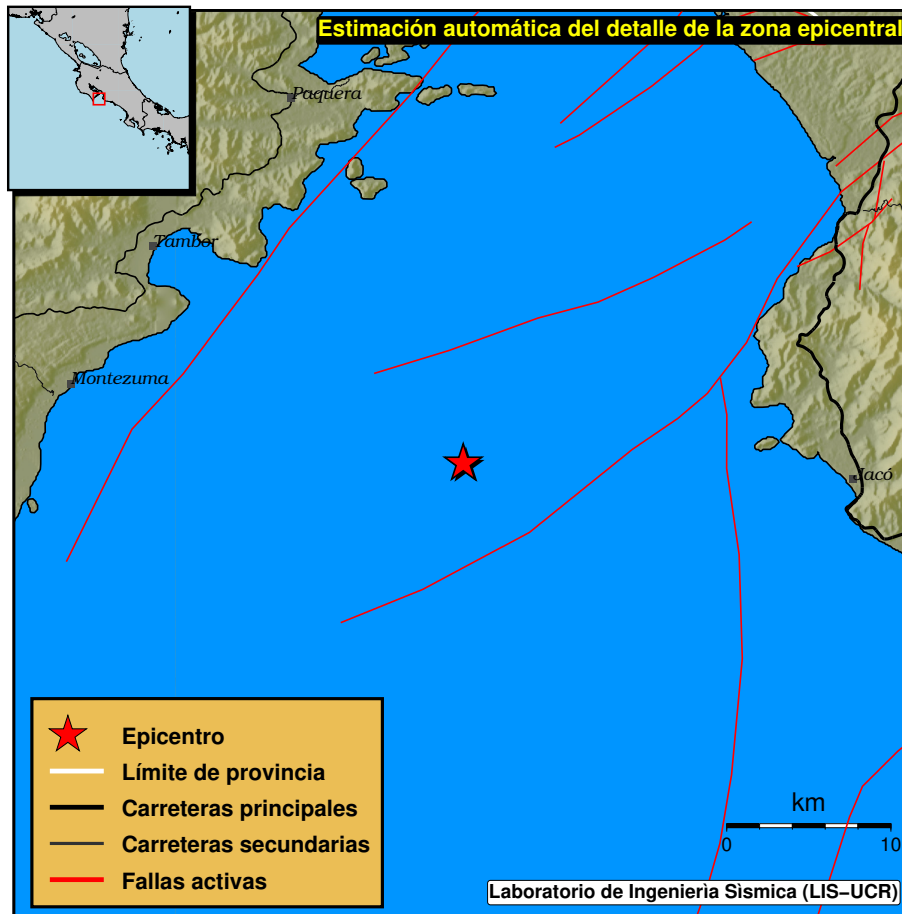 Estimación automática del detalle de la zona epicentral
Paquera
Tambor
Montezuma
Jacó
Epicentro
Límite de provincia
Carreteras principales
Carreteras secundarias
Fallas activas
km
0
10
Laboratorio de Ingeniería Sìsmica (LIS−UCR)